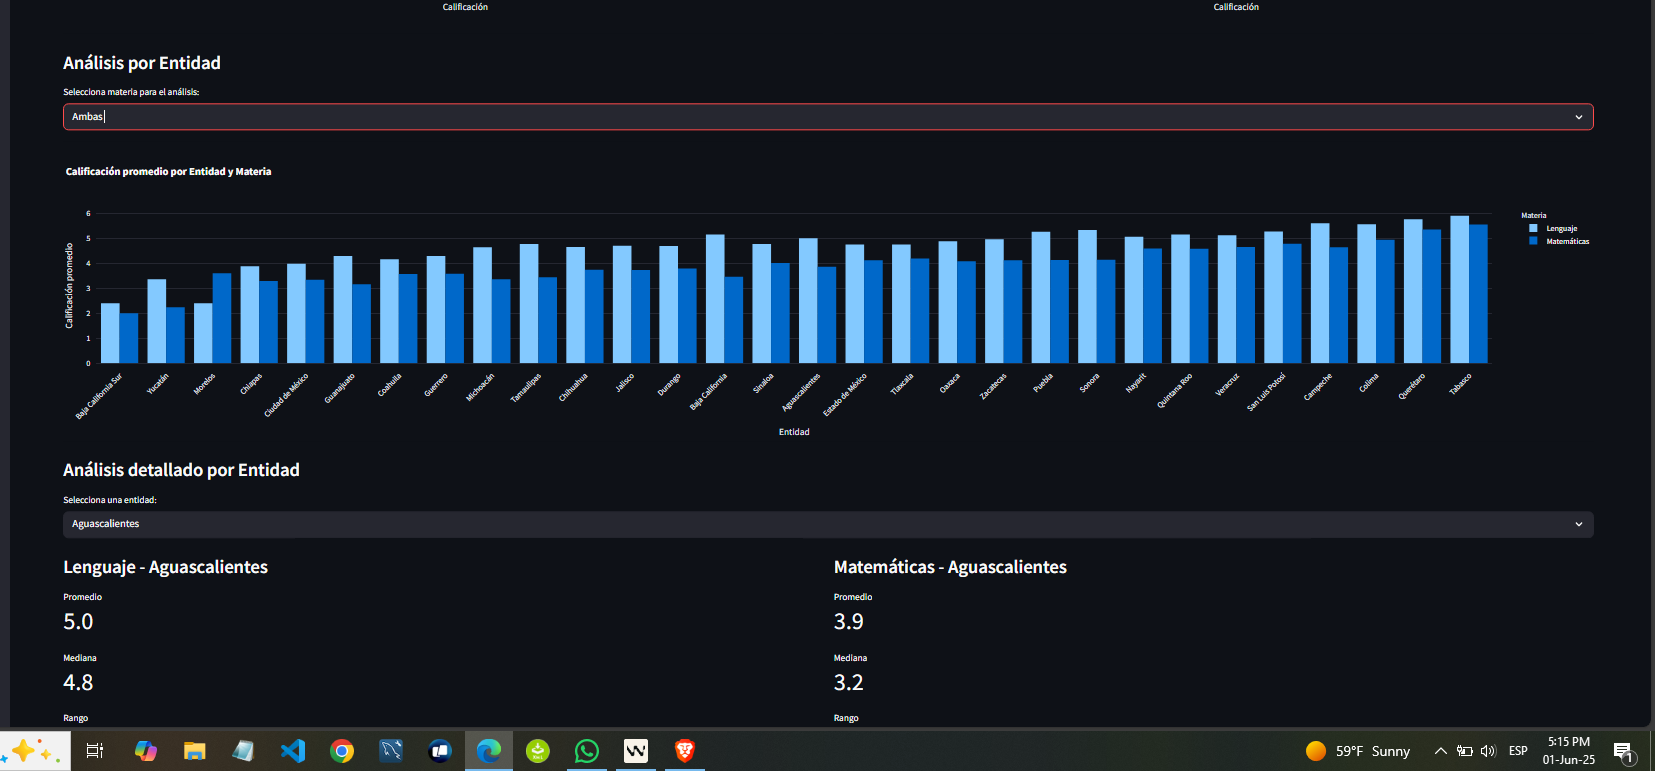 Calificación
Calificación
Análisis por Entidad
Selecciona materia para el análisis:
Ambas
Calificación promedio por Entidad y Materia
Calificación promedio
6
5
4
3
2
1
0
Materia
Lenguaje
Matemáticas
Baja California Sur
Yucatán
Morelos
Chiapas
Ciudad de México
Guanajuato
Coahuila
Guerrero
Michoacán
Tamaulipas
Chihuahua
Jalisco
Durango
Baja California
Sinaloa
Aguascalientes
Estado de México
Tlaxcala
Oaxaca
Zacatecas
Puebla
Sonora
Nayarit
Quintana Roo
Veracruz
San Luis Potosí
Campeche
Colima
Querétaro
Tabasco
Entidad
Análisis detallado por Entidad
Selecciona una entidad:
Aguascalientes
Lenguaje - Aguascalientes
Promedio
5.0
Mediana
4.8
Rango
Matemáticas - Aguascalientes
Promedio
3.9
Mediana
3.2
Rango
59°F Sunny
ESP
5:15 PM
01-Jun-25
1